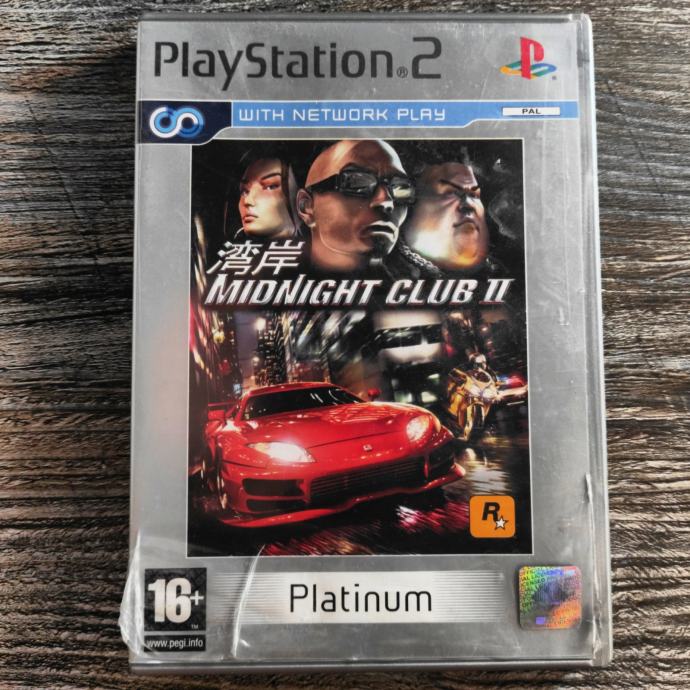 PlayStation®2
WITH NETWORK PLAY
PAL
湾岸
MIDNIGHT CLUB II
R
16+
www.pegi.info
Platinum